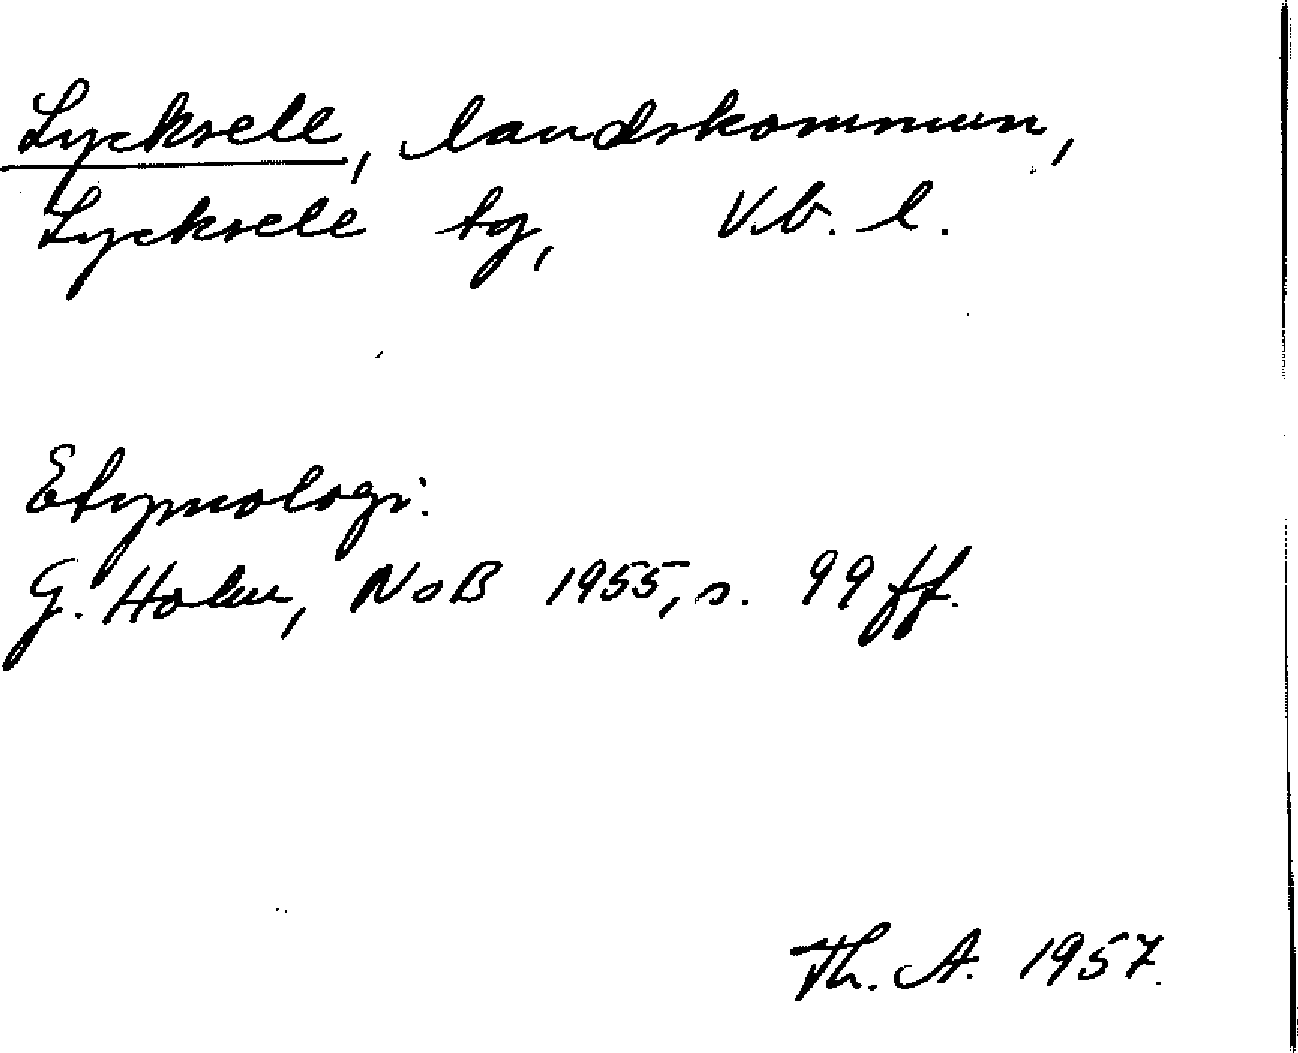 Lycksele, landskommun,
Lycksele tg, V.b. l.
Etymologi:
G. Holm, NoB 1955, s. 99 ff.
Th. A. 1957.